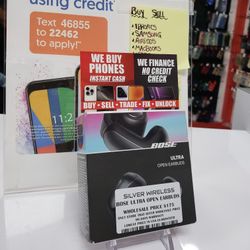 using credit
Text 46855
to 22462
to apply!*
BUY SELL
• IPHONES
• SAMSUNG
• AIRPODS
• MACBOOKS
WE BUY
PHONES
INSTANT CASH
WE FINANCE
NO CREDIT
CHECK
BUY • SELL • TRADE • FIX • UNLOCK
BOSE
ULTRA
OPEN EARBUDS
SILVER WIRELESS
BOSE ULTRA OPEN EARBUDS
WHOLESALE PRICE $175